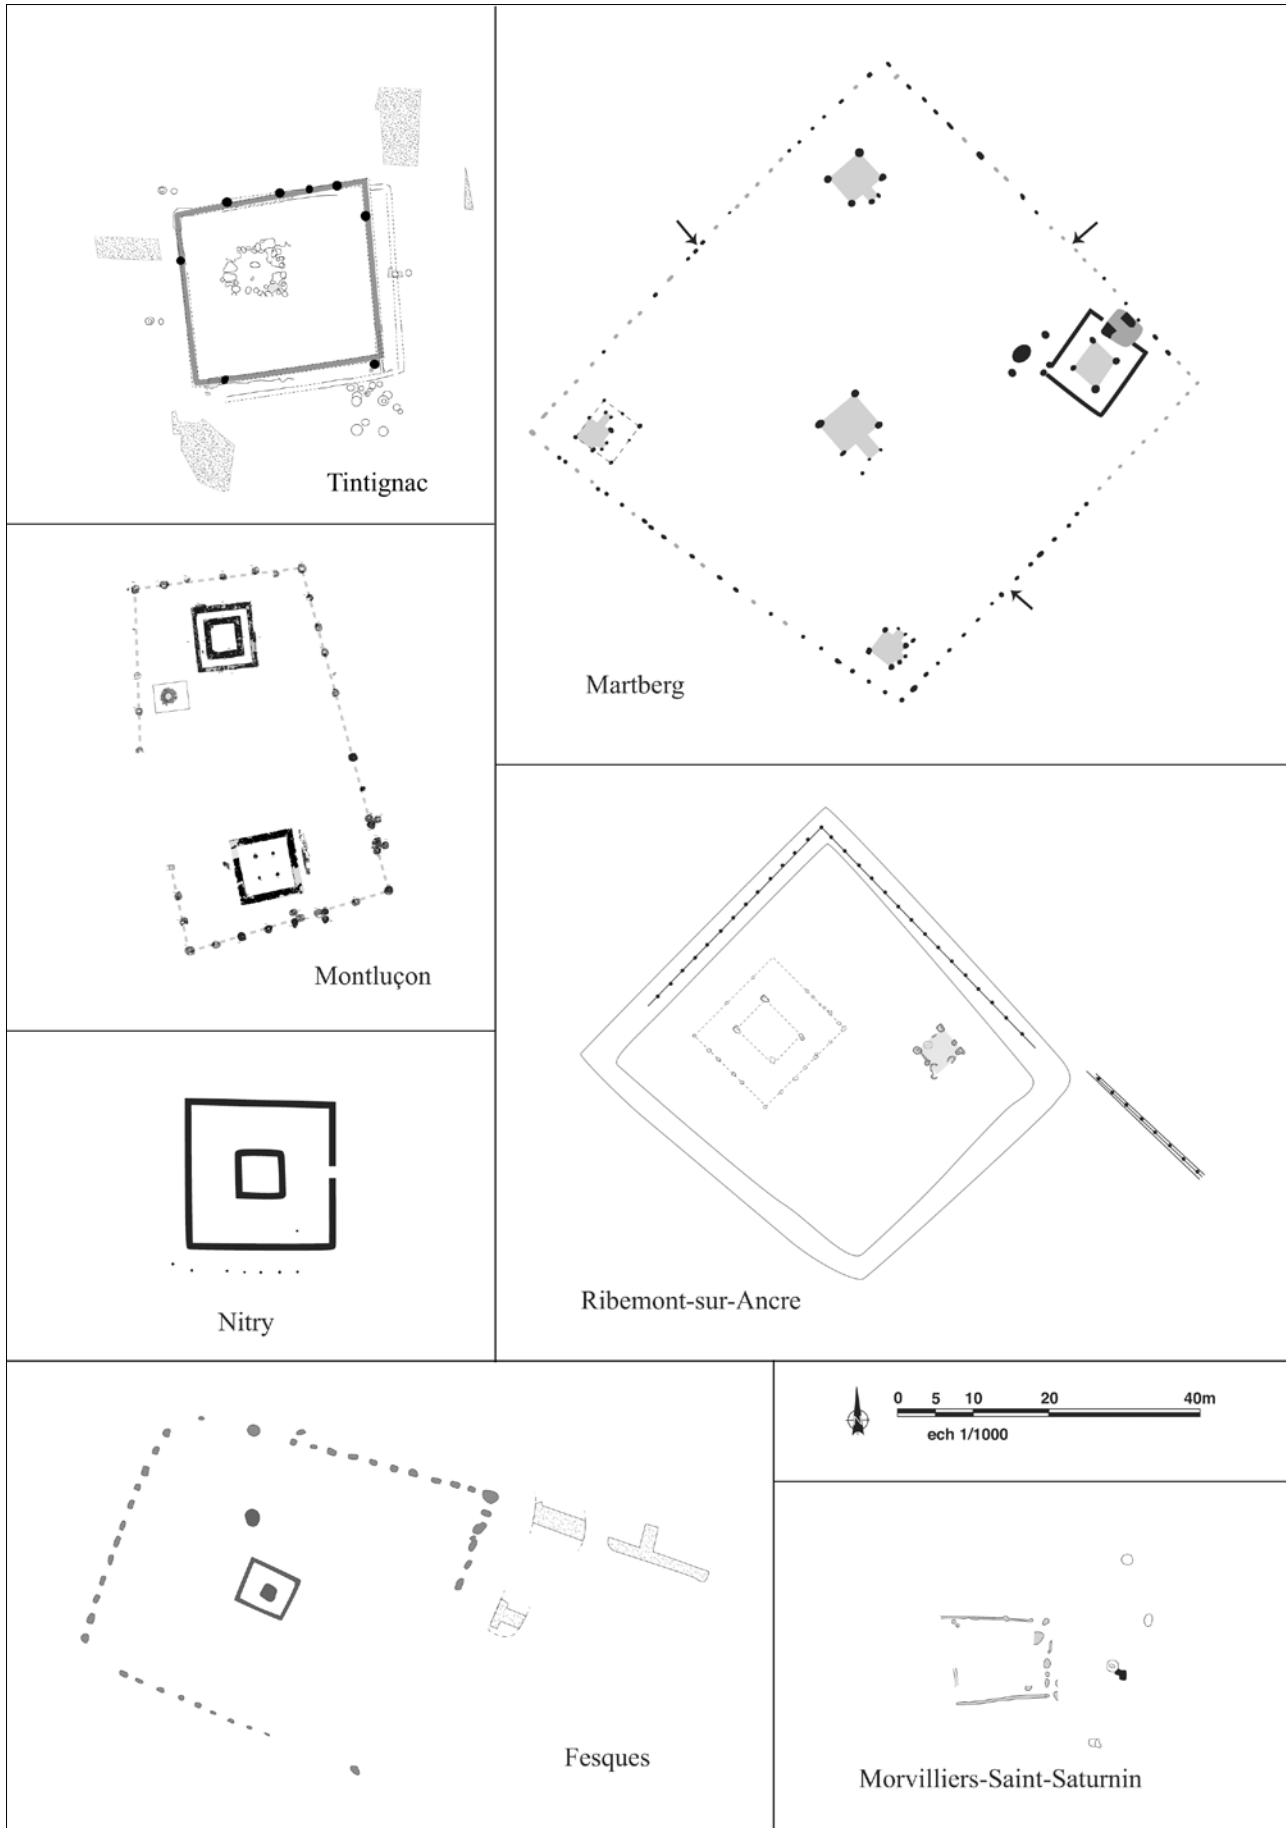 Tintignac
Martberg
Montluçon
Nitry
Ribemont-sur-Ancre
0 5 10 20 40m
ech 1/1000
Fesques
Morvilliers-Saint-Saturnin